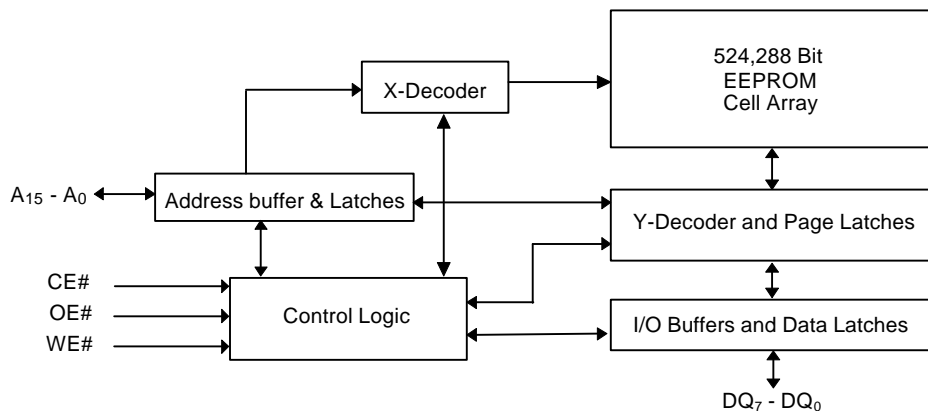 524,288 Bit
EEPROM
Cell Array
X-Decoder
A15 - A0
Address buffer & Latches
Y-Decoder and Page Latches
CE#
OE#
WE#
Control Logic
I/O Buffers and Data Latches
DQ7 - DQ0